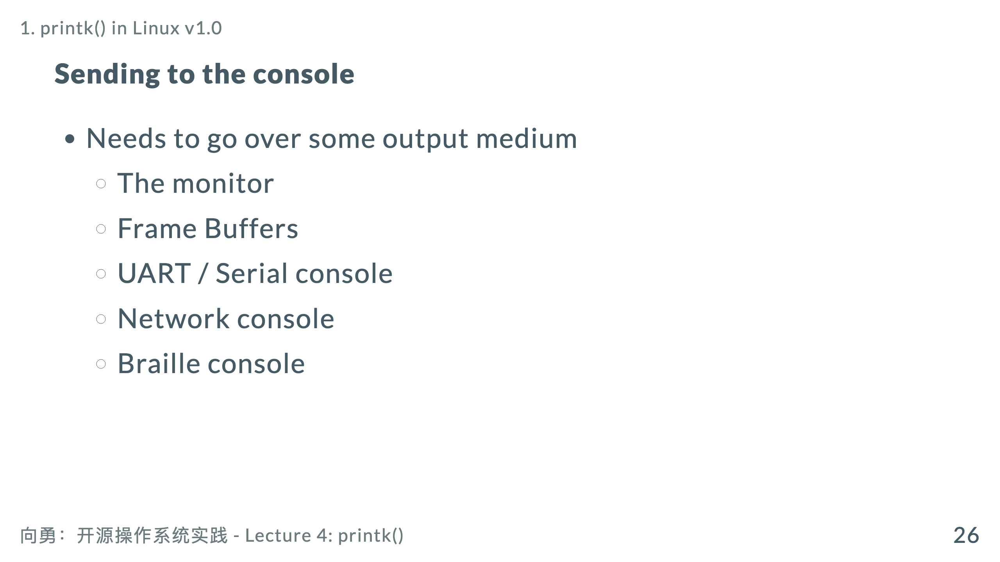 1. printk() in Linux v1.0
Sending to the console
• Needs to go over some output medium
○ The monitor
○ Frame Buffers
○ UART / Serial console
○ Network console
○ Braille console
向勇：开源操作系统实践 - Lecture 4: printk()
26